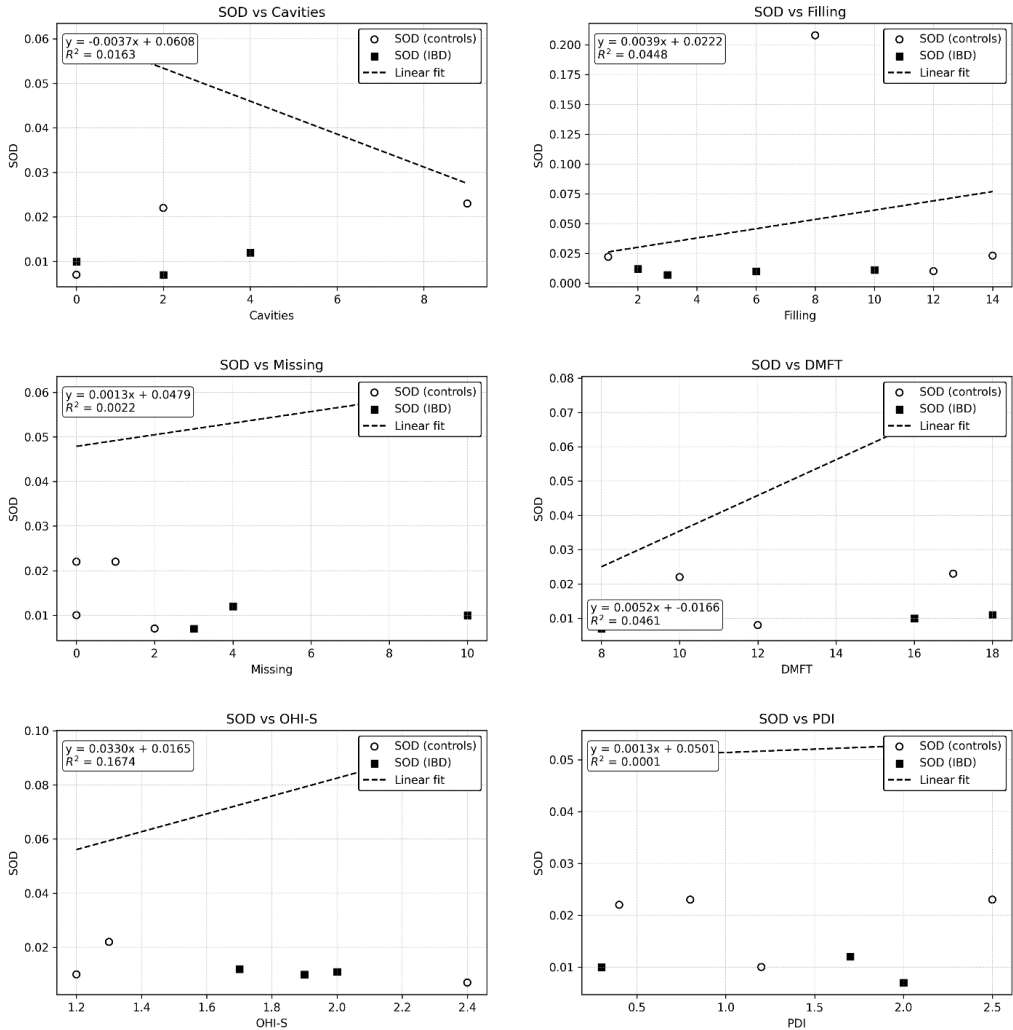 SOD vs Cavities
y = -0.0037x + 0.0608
R² = 0.0163
SOD (controls)
SOD (IBD)
Linear fit
0.06
0.05
0.04
0.03
0.02
0.01
SOD
0 2 4 6 8
Cavities
SOD vs Filling
y = 0.0039x + 0.0222
R² = 0.0448
SOD (controls)
SOD (IBD)
Linear fit
0.200
0.175
0.150
0.125
0.100
0.075
0.050
0.025
0.000
SOD
2 4 6 8 10 12 14
Filling
SOD vs Missing
y = 0.0013x + 0.0479
R² = 0.0022
SOD (controls)
SOD (IBD)
Linear fit
0.06
0.05
0.04
0.03
0.02
0.01
SOD
0 2 4 6 8 10
Missing
SOD vs DMFT
SOD (controls)
SOD (IBD)
Linear fit
0.08
0.07
0.06
0.05
0.04
0.03
0.02
0.01
SOD
y = 0.0052x + -0.0166
R² = 0.0461
8 10 12 14 16 18
DMFT
SOD vs OHI-S
y = 0.0330x + 0.0165
R² = 0.1674
SOD (controls)
SOD (IBD)
Linear fit
0.10
0.08
0.06
0.04
0.02
SOD
1.2 1.4 1.6 1.8 2.0 2.2 2.4
OHI-S
SOD vs PDI
y = 0.0013x + 0.0501
R² = 0.0001
SOD (controls)
SOD (IBD)
Linear fit
0.05
0.04
0.03
0.02
0.01
SOD
0.5 1.0 1.5 2.0 2.5
PDI